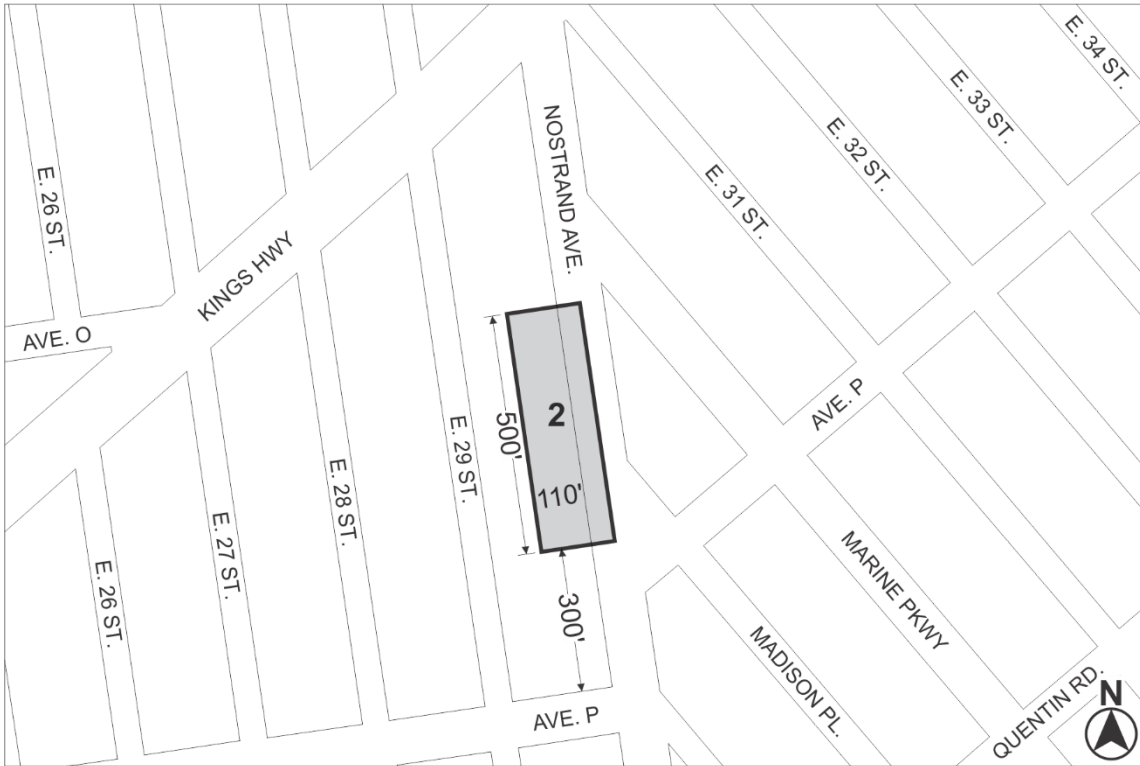 E. 34 ST.
E. 33 ST.
E. 32 ST.
NOSTRAND AVE.
E. 31 ST.
E. 26 ST.
KINGS HWY
AVE. O
2
500'
110'
AVE. P
E. 29 ST.
E. 28 ST.
E. 27 ST.
E. 26 ST.
300'
MARINE PKWY
MADISON PL.
QUENTIN RD.
AVE. P
N